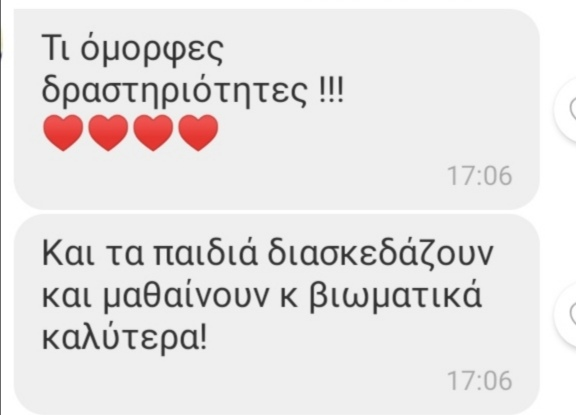 Τι όμορφες
δραστηριότητες !!!
❤️❤️❤️❤️
17:06
Και τα παιδιά διασκεδάζουν
και μαθαίνουν κ βιωματικά
καλύτερα!
17:06